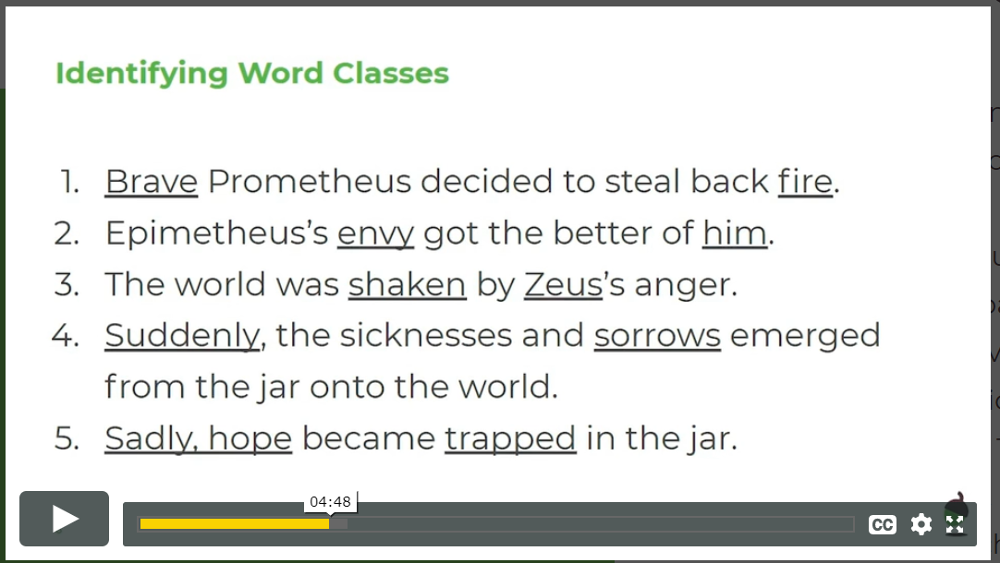 Identifying Word Classes
1. Brave Prometheus decided to steal back fire.
2. Epimetheus’s envy got the better of him.
3. The world was shaken by Zeus’s anger.
4. Suddenly, the sicknesses and sorrows emerged
from the jar onto the world.
5. Sadly, hope became trapped in the jar.
04:48
CC